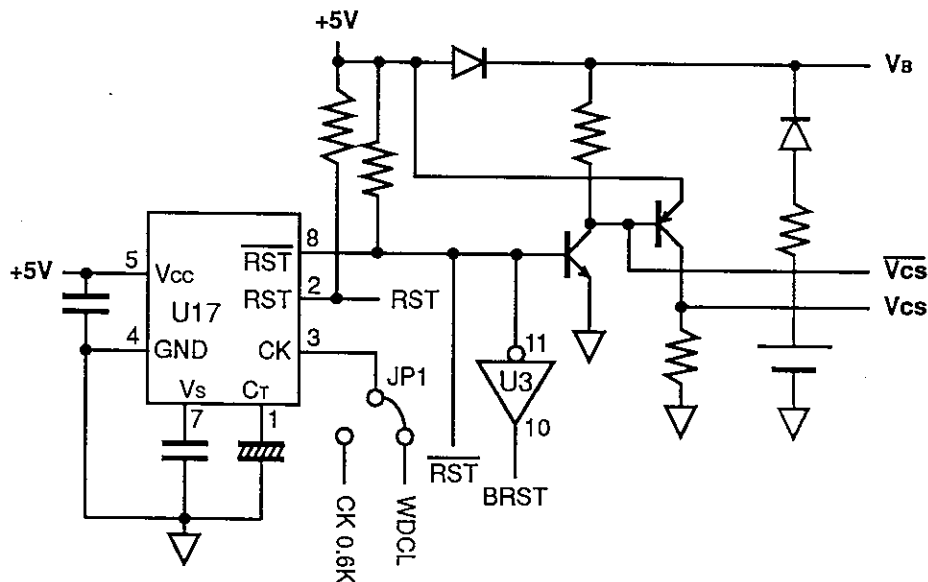 +5V
VB
8
RST
5
+5V
VCC
VCS
2
RST
RST
VCS
U17
4
3
GND
CK
11
JP1
U3
VS
CT
7
1
10
RST
BRST
CK 0.6K
WDCL